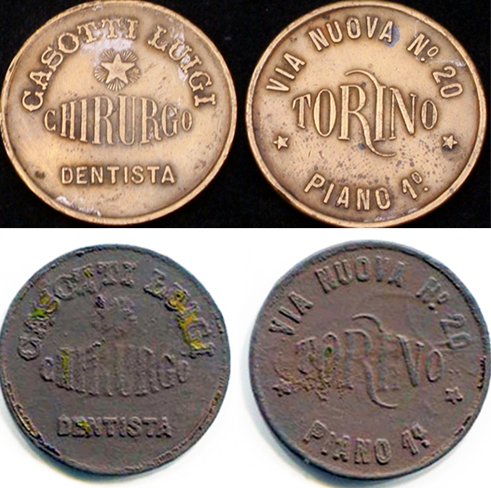 CASOTTI LUIGI
CHIRURGO
DENTISTA
VIA NUOVA Nº 20
TORINO
PIANO 1º
CASOTTI LUIGI
CHIRURGO
DENTISTA
VIA NUOVA Nº 20
TORINO
PIANO 1º